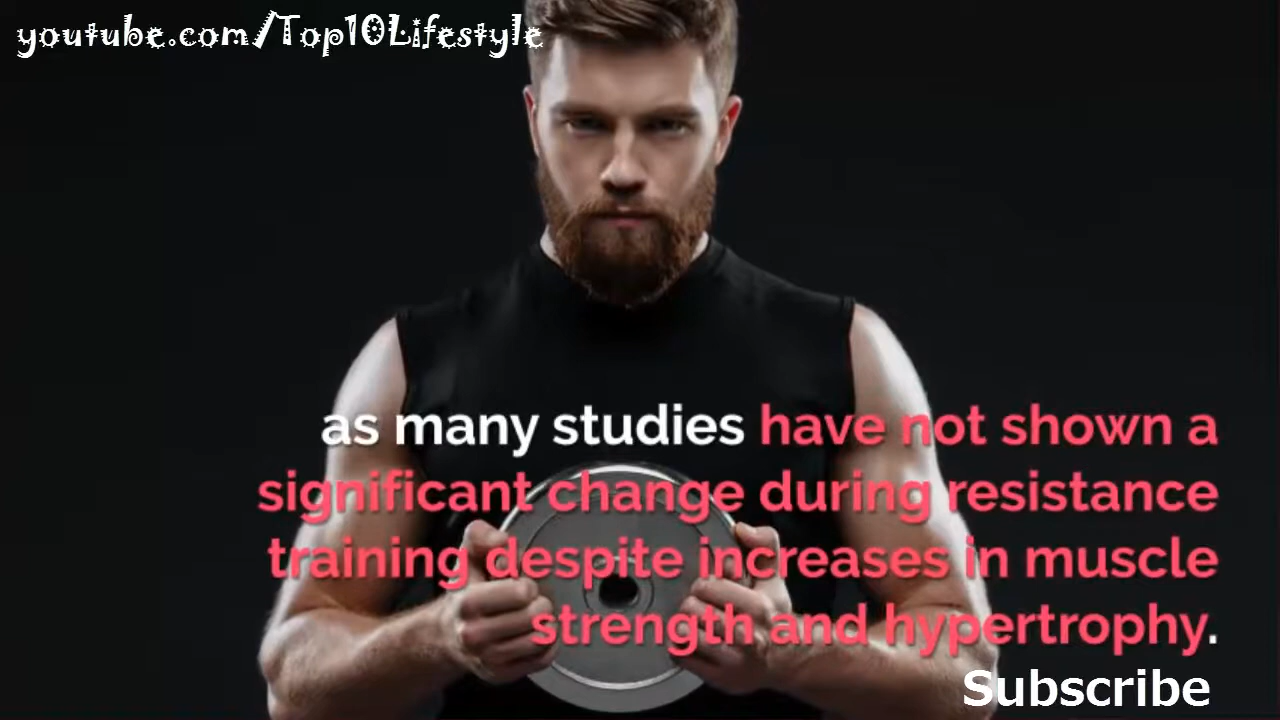 youtube.com/Top10Lifestyle
as many studies have not shown a
significant change during resistance
training despite increases in muscle
strength and hypertrophy.
Subscribe